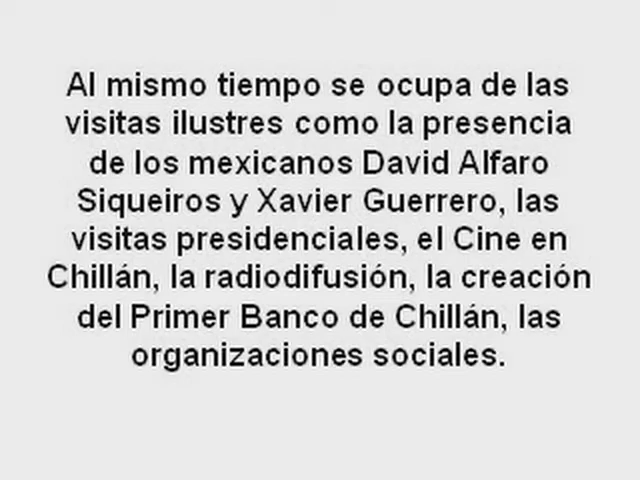 Al mismo tiempo se ocupa de las
visitas ilustres como la presencia
de los mexicanos David Alfaro
Siqueiros y Xavier Guerrero, las
visitas presidenciales, el Cine en
Chillán, la radiodifusión, la creación
del Primer Banco de Chillán, las
organizaciones sociales.